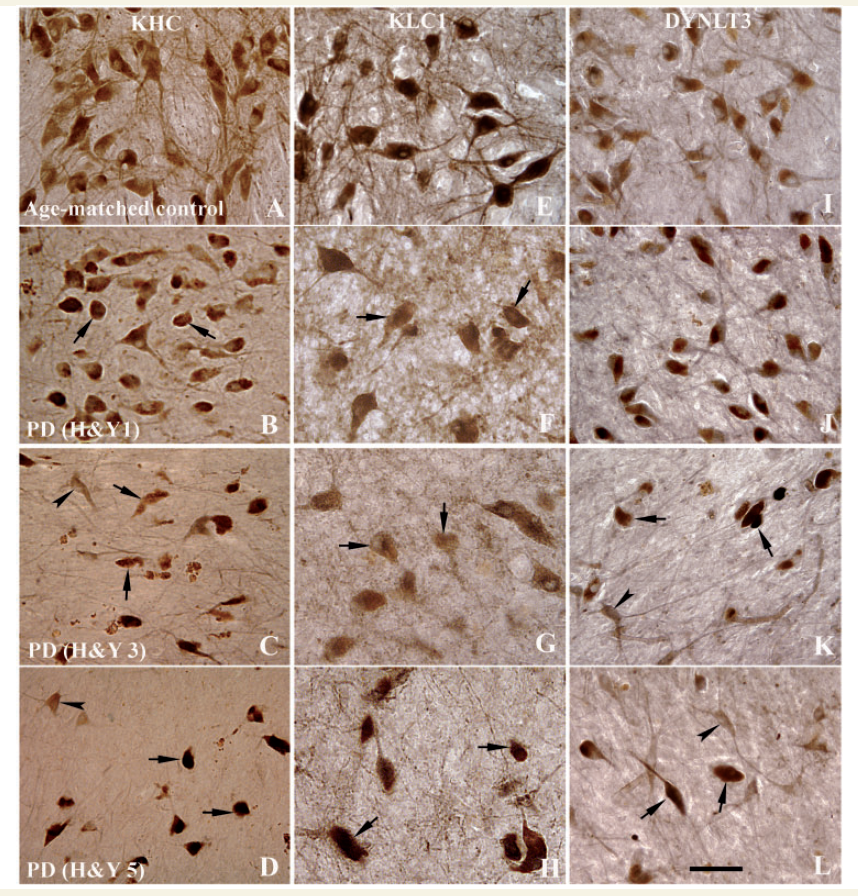 KHC KLC1 DYNLT3
Age-matched control A E I
PD (H&Y1) B F J
PD (H&Y 3) C G K
PD (H&Y 5) D H L